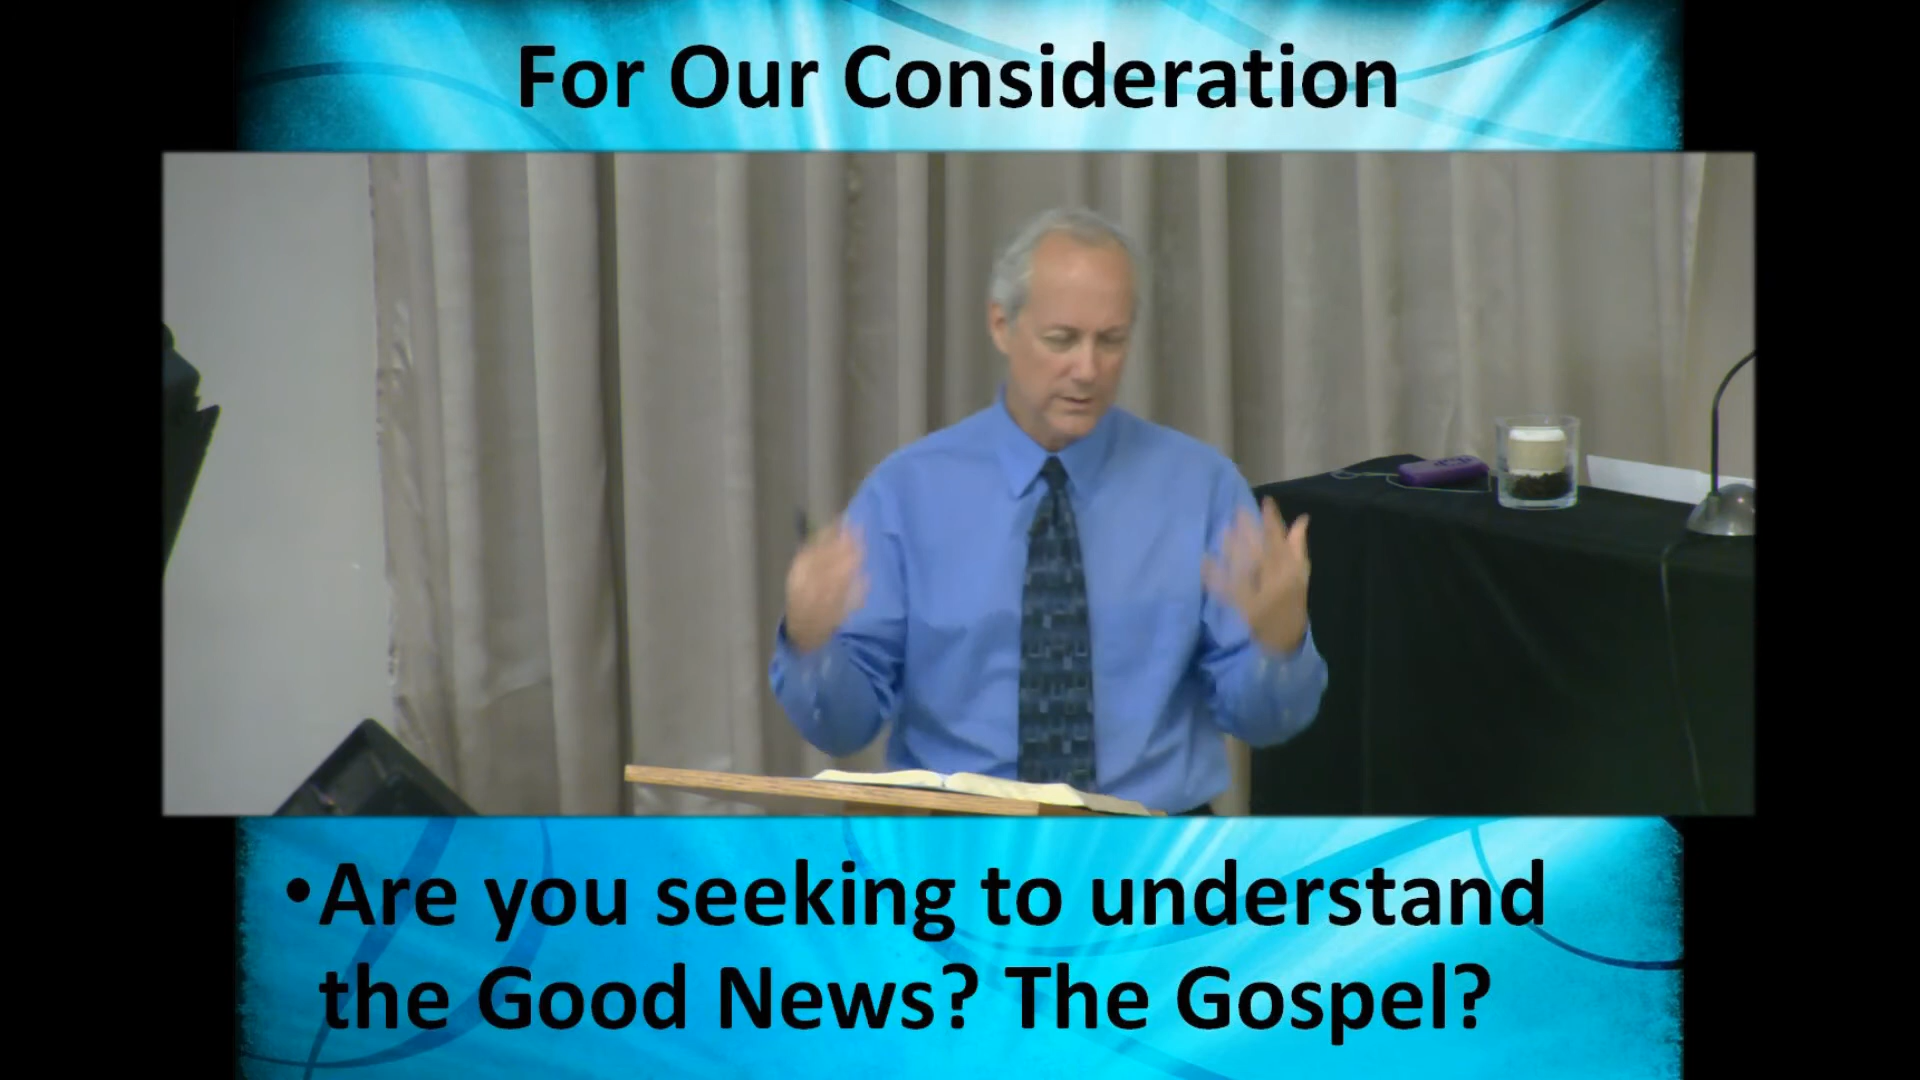 For Our Consideration
•Are you seeking to understand
the Good News? The Gospel?